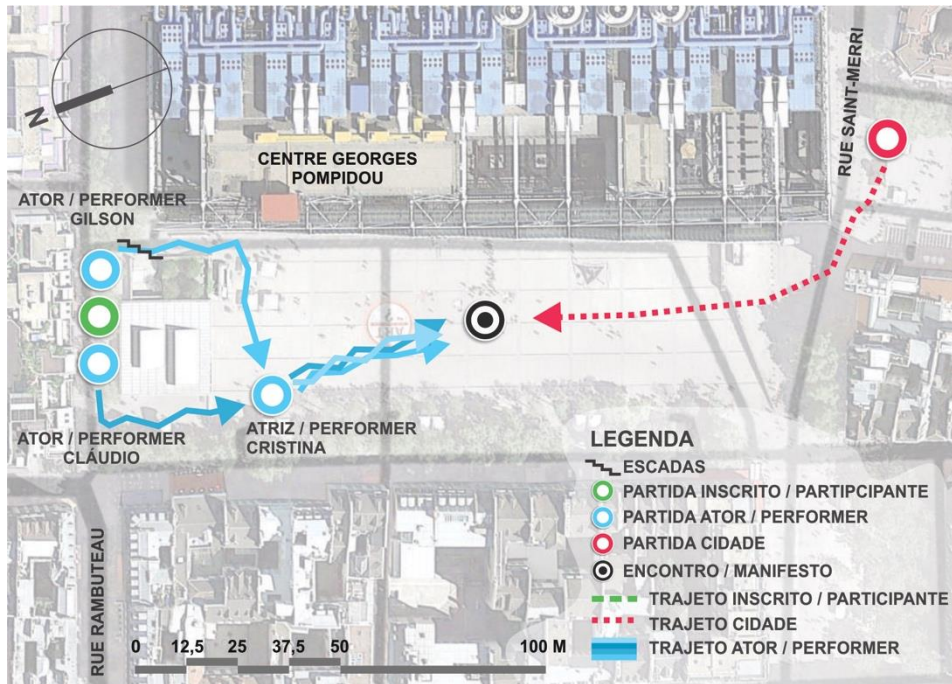 N
CENTRE GEORGES
POMPIDOU
RUE SAINT-MERRI
ATOR / PERFORMER
GILSON
ATOR / PERFORMER
CLÁUDIO
ATRIZ / PERFORMER
CRISTINA
RUE RAMBUTEAU
LEGENDA
ESCADAS
PARTIDA INSCRITO / PARTIPCIPANTE
PARTIDA ATOR / PERFORMER
PARTIDA CIDADE
ENCONTRO / MANIFESTO
TRAJETO INSCRITO / PARTICIPANTE
TRAJETO CIDADE
TRAJETO ATOR / PERFORMER
0 12,5 25 37,5 50 100 M